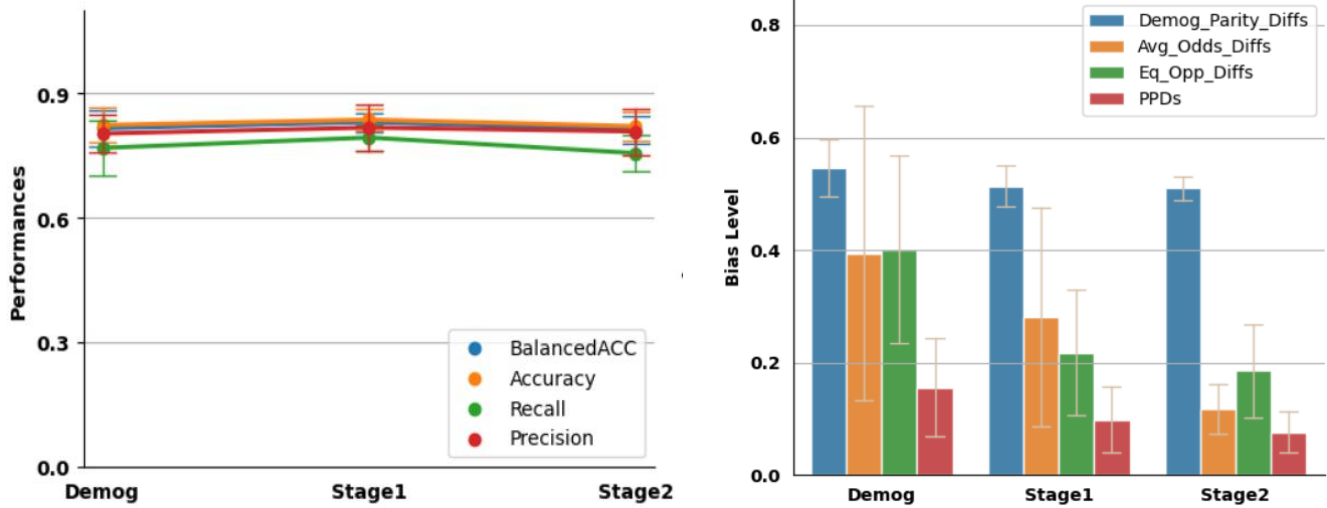 Performances
0.9
0.6
0.3
0.0
Demog
Stage1
Stage2
BalancedACC
Accuracy
Recall
Precision
Bias Level
0.8
0.6
0.4
0.2
0.0
Demog
Stage1
Stage2
Demog_Parity_Diffs
Avg_Odds_Diffs
Eq_Opp_Diffs
PPDs